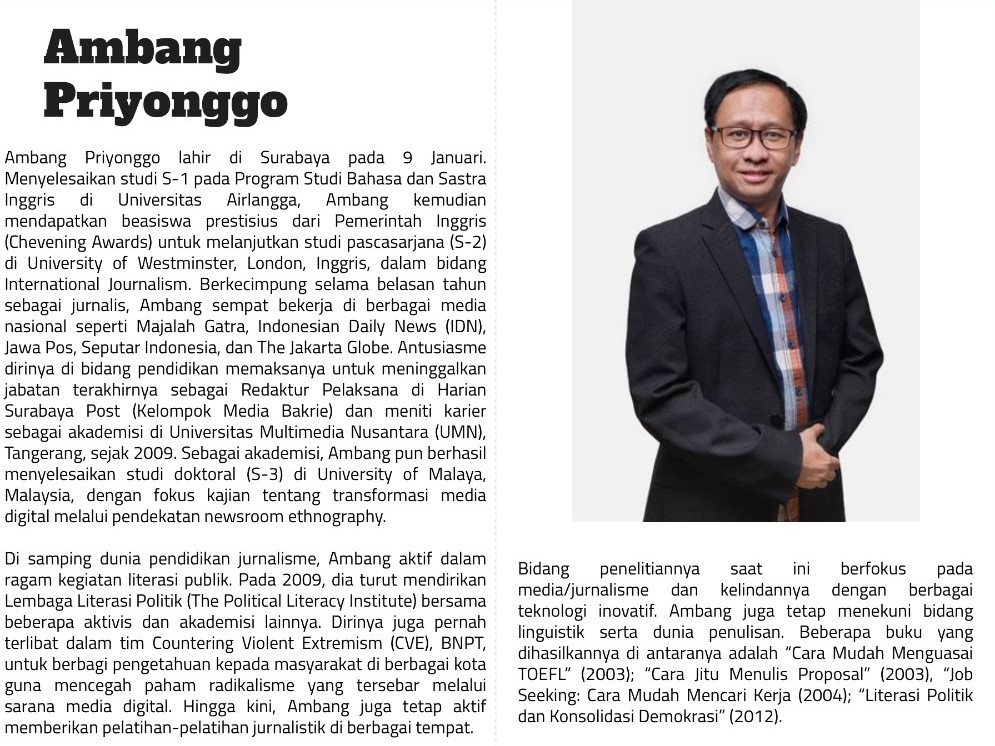 Ambang
Priyonggo
Ambang Priyonggo lahir di Surabaya pada 9 Januari.
Menyelesaikan studi S-1 pada Program Studi Bahasa dan Sastra
Inggris di Universitas Airlangga, Ambang kemudian
mendapatkan beasiswa prestisius dari Pemerintah Inggris
(Chevening Awards) untuk melanjutkan studi pascasarjana (S-2)
di University of Westminster, London, Inggris, dalam bidang
International Journalism. Berkecimpung selama belasan tahun
sebagai jurnalis, Ambang sempat bekerja di berbagai media
nasional seperti Majalah Gatra, Indonesian Daily News (IDN),
Jawa Pos, Seputar Indonesia, dan The Jakarta Globe. Antusiasme
dirinya di bidang pendidikan memaksanya untuk meninggalkan
jabatan terakhirnya sebagai Redaktur Pelaksana di Harian
Surabaya Post (Kelompok Media Bakrie) dan meniti karier
sebagai akademisi di Universitas Multimedia Nusantara (UMN),
Tangerang, sejak 2009. Sebagai akademisi, Ambang pun berhasil
menyelesaikan studi doktoral (S-3) di University of Malaya,
Malaysia, dengan fokus kajian tentang transformasi media
digital melalui pendekatan newsroom ethnography.
Di samping dunia pendidikan jurnalisme, Ambang aktif dalam
ragam kegiatan literasi publik. Pada 2009, dia turut mendirikan
Lembaga Literasi Politik (The Political Literacy Institute) bersama
beberapa aktivis dan akademisi lainnya. Dirinya juga pernah
terlibat dalam tim Countering Violent Extremism (CVE), BNPT,
untuk berbagi pengetahuan kepada masyarakat di berbagai kota
guna mencegah paham radikalisme yang tersebar melalui
sarana media digital. Hingga kini, Ambang juga tetap aktif
memberikan pelatihan-pelatihan jurnalistik di berbagai tempat.
Bidang penelitiannya saat ini berfokus pada
media/jurnalisme dan kelindannya dengan berbagai
teknologi inovatif. Ambang juga tetap menekuni bidang
linguistik serta dunia penulisan. Beberapa buku yang
dihasilkannya di antaranya adalah “Cara Mudah Menguasai
TOEFL” (2003); “Cara Jitu Menulis Proposal” (2003), “Job
Seeking: Cara Mudah Mencari Kerja (2004); “Literasi Politik
dan Konsolidasi Demokrasi” (2012).